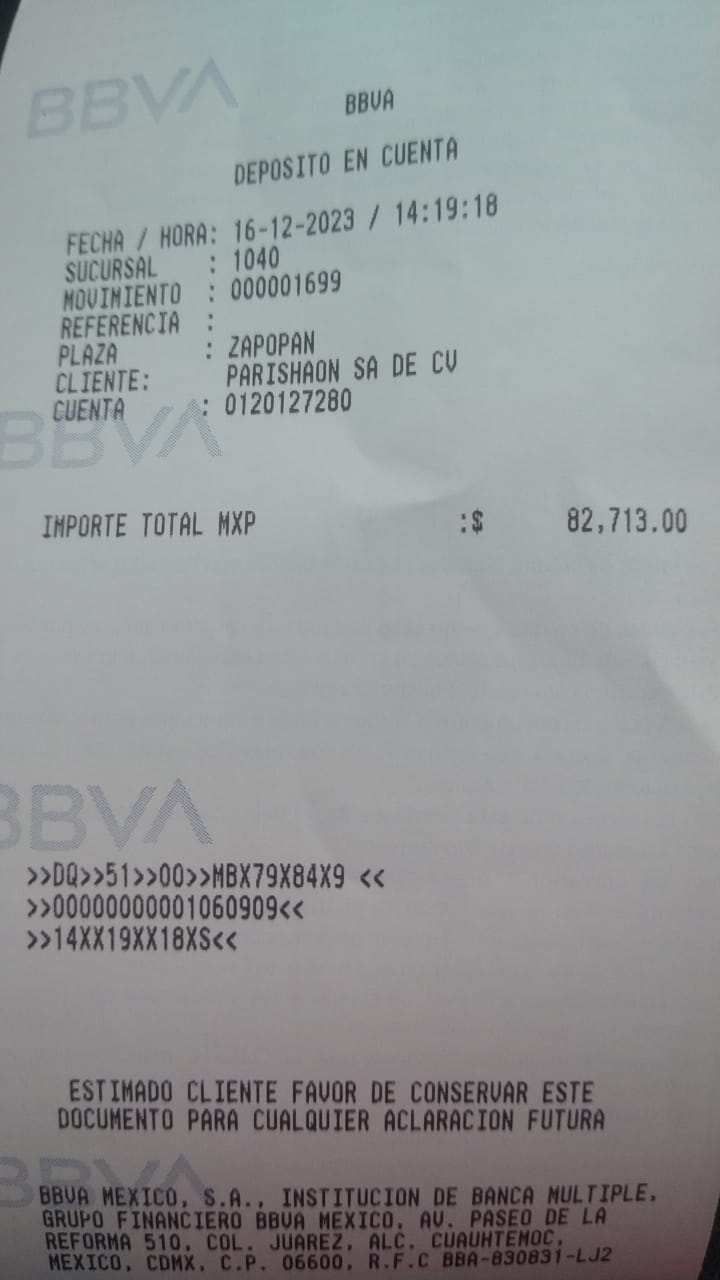 BBVA
BBVA
DEPOSITO EN CUENTA
FECHA / HORA: 16-12-2023 / 14:19:18
SUCURSAL : 1040
MOVIMIENTO : 000001699
REFERENCIA :
PLAZA : ZAPOPAN
CLIENTE: PARISHAON SA DE CV
CUENTA : 0120127280
BBVA
IMPORTE TOTAL MXP :$ 82,713.00
BBVA
>>DQ>>51>>00>>MBX79X84X9 <<
>>00000000001060909<<
>>14XX19XX18XS<<
ESTIMADO CLIENTE FAVOR DE CONSERVAR ESTE
DOCUMENTO PARA CUALQUIER ACLARACION FUTURA
BBVA
BBVA MEXICO, S.A., INSTITUCION DE BANCA MULTIPLE,
GRUPO FINANCIERO BBVA MEXICO. AV. PASEO DE LA
REFORMA 510, COL. JUAREZ, ALC. CUAUHTEMOC,
MEXICO, CDMX, C.P. 06600, R.F.C BBA-830831-LJ2